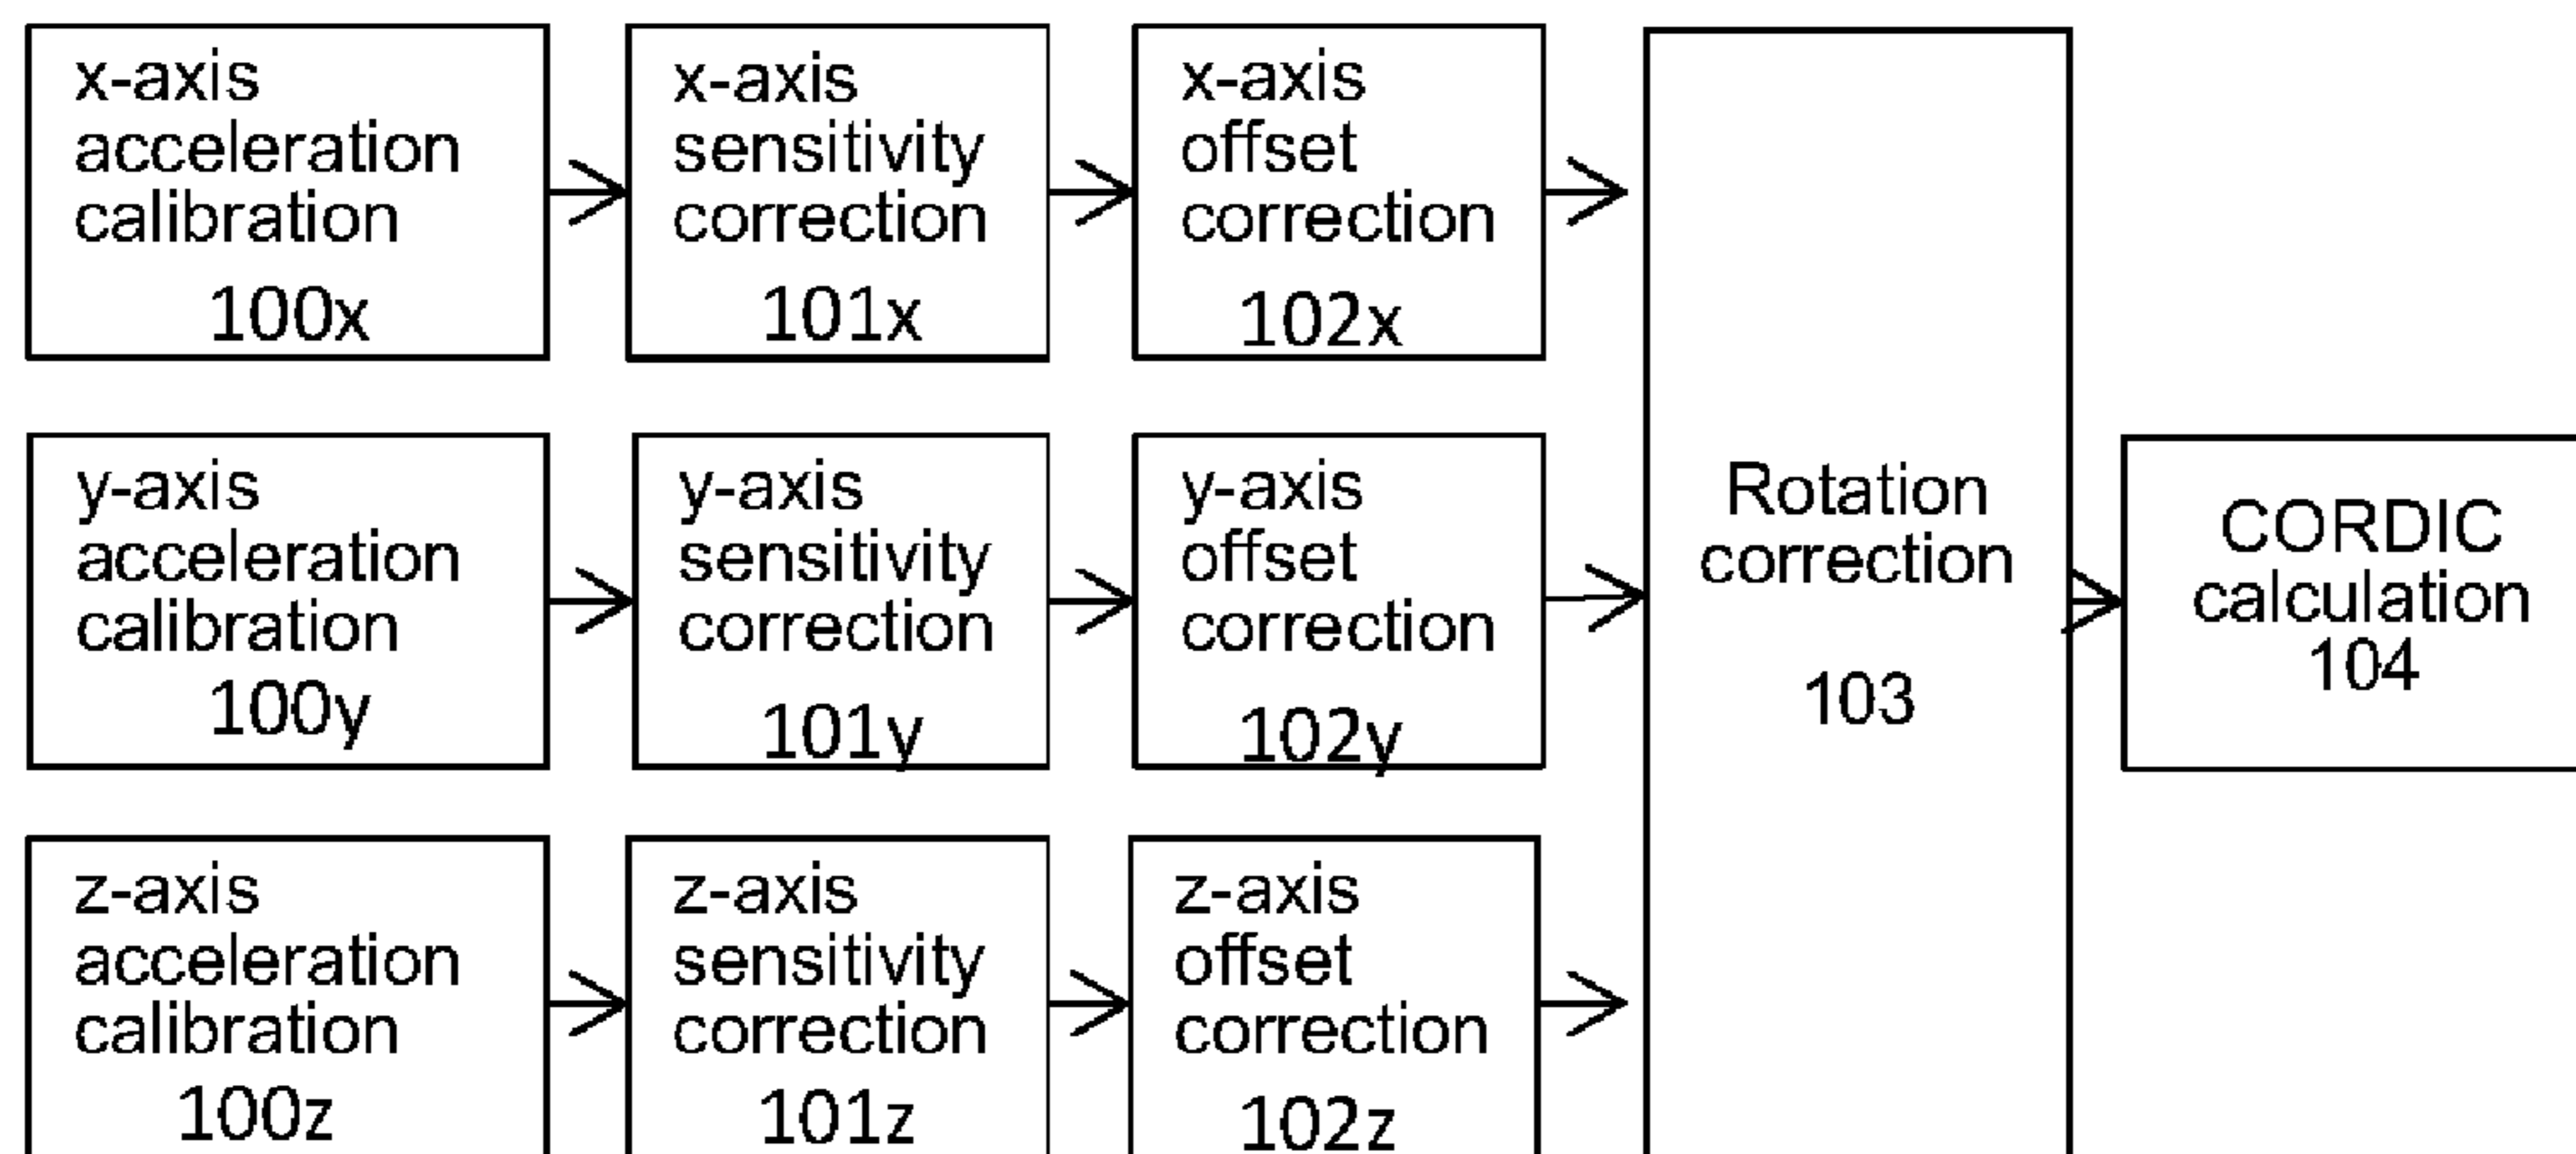 x-axis
acceleration
calibration
100x
x-axis
sensitivity
correction
101x
x-axis
offset
correction
102x
y-axis
acceleration
calibration
100y
y-axis
sensitivity
correction
101y
y-axis
offset
correction
102y
z-axis
acceleration
calibration
100z
z-axis
sensitivity
correction
101z
z-axis
offset
correction
102z
Rotation
correction
103
CORDIC
calculation
104